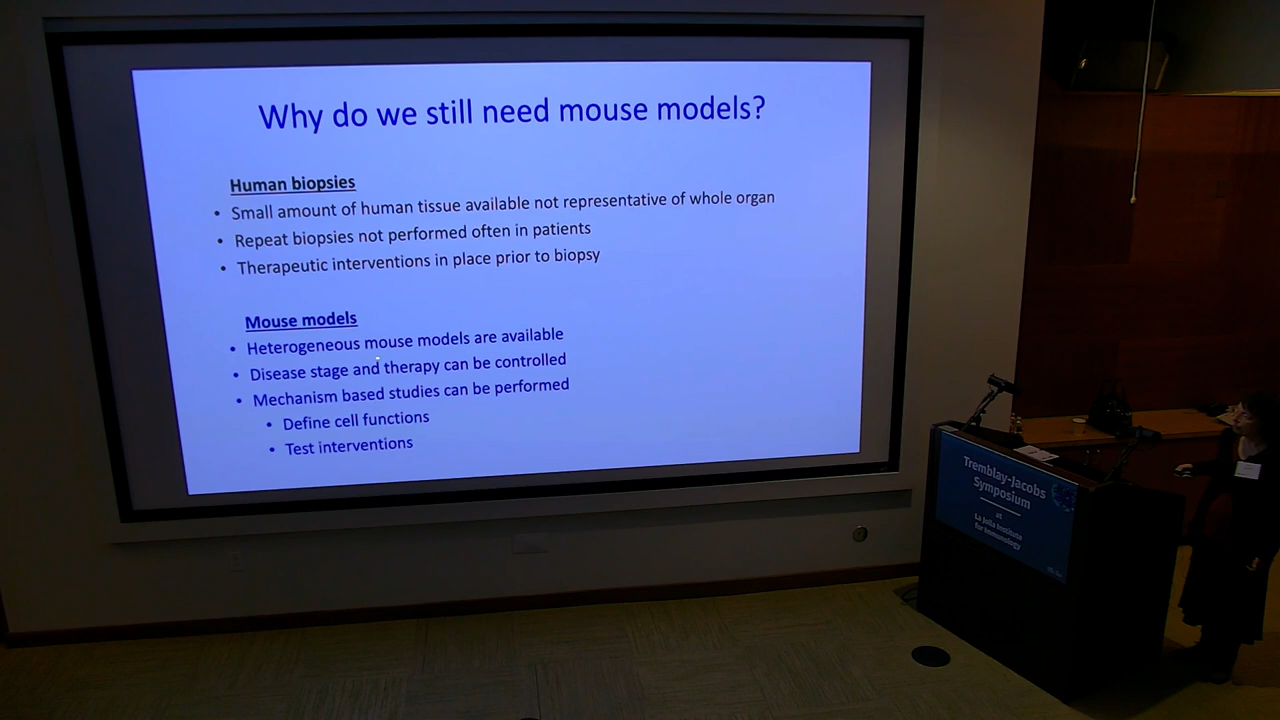 Why do we still need mouse models?
Human biopsies
• Small amount of human tissue available not representative of whole organ
• Repeat biopsies not performed often in patients
• Therapeutic interventions in place prior to biopsy
Mouse models
• Heterogeneous mouse models are available
• Disease stage and therapy can be controlled
• Mechanism based studies can be performed
• Define cell functions
• Test interventions
Tremblay-Jacobs
Symposium
at
La Jolla Institute
for Immunology